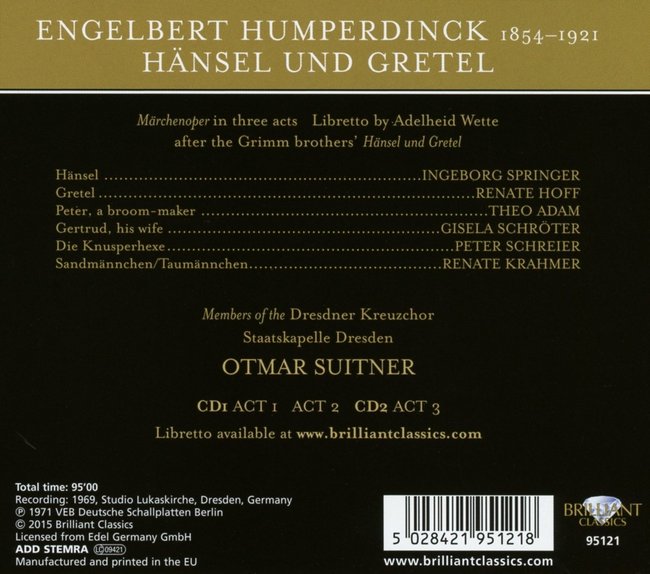 ENGELBERT HUMPERDINCK 1854–1921
HÄNSEL UND GRETEL
Märchenoper in three acts Libretto by Adelheid Wette
after the Grimm brothers’ Hänsel und Gretel
Hänsel ........ INGEBORG SPRINGER
Gretel ........ RENATE HOFF
Peter, a broom-maker ........ THEO ADAM
Gertrud, his wife ........ GISELA SCHRÖTER
Die Knusperhexe ........ PETER SCHREIER
Sandmännchen/Taumännchen ........ RENATE KRAHMER
Members of the Dresdner Kreuzchor
Staatskapelle Dresden
OTMAR SUITNER
CD1 ACT 1 ACT 2 CD2 ACT 3
Libretto available at www.brilliantclassics.com
Total time: 95'00
Recording: 1969, Studio Lukaskirche, Dresden, Germany
℗ 1971 VEB Deutsche Schallplatten Berlin
© 2015 Brilliant Classics
Licensed from Edel Germany GmbH
ADD STEMRA LC09421
Manufactured and printed in the EU
5 028421 951218
www.brilliantclassics.com
BRILLIANT
CLASSICS
95121